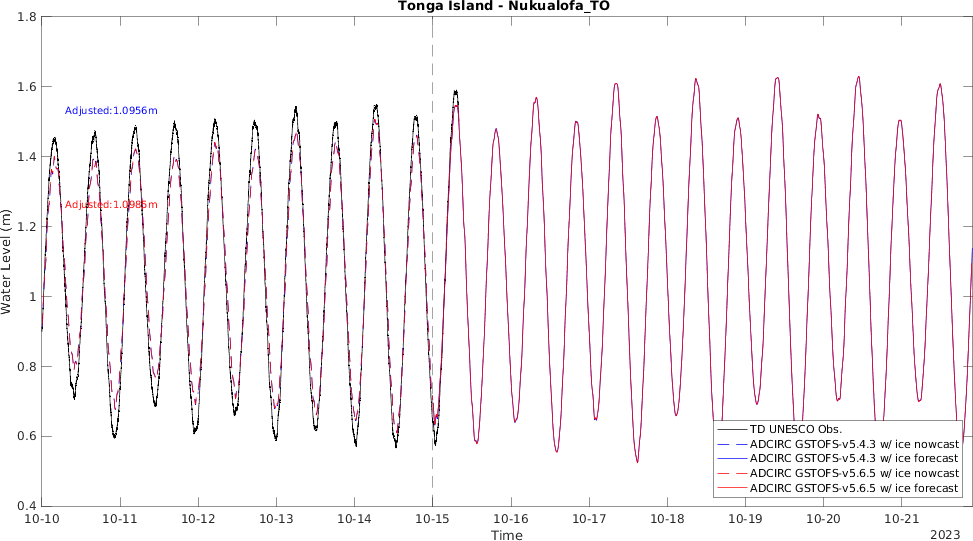 Tonga Island - Nukualofa_TO
1.8
1.6
1.4
1.2
1
0.8
0.6
0.4
Water Level (m)
Adjusted:1.0956m
Adjusted:1.0986m
TD UNESCO Obs.
ADCIRC GSTOFS-v5.4.3 w/ ice nowcast
ADCIRC GSTOFS-v5.4.3 w/ ice forecast
ADCIRC GSTOFS-v5.6.5 w/ ice nowcast
ADCIRC GSTOFS-v5.6.5 w/ ice forecast
10-10 10-11 10-12 10-13 10-14 10-15 10-16 10-17 10-18 10-19 10-20 10-21
Time
2023